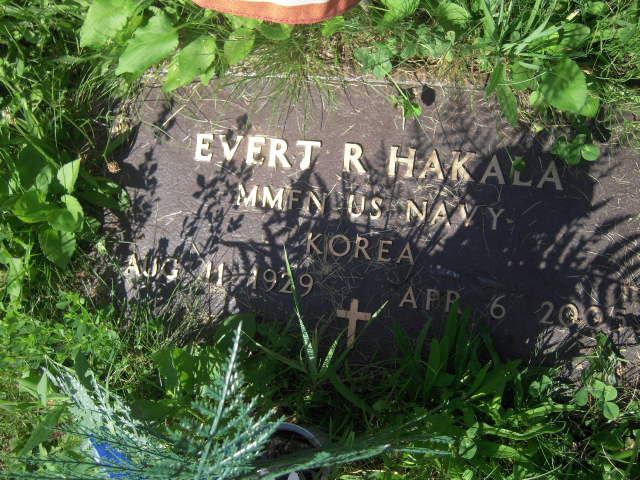 EVERT R HAKALA
MMFN US NAVY
KOREA
AUG 11 1929 APR 6 2005